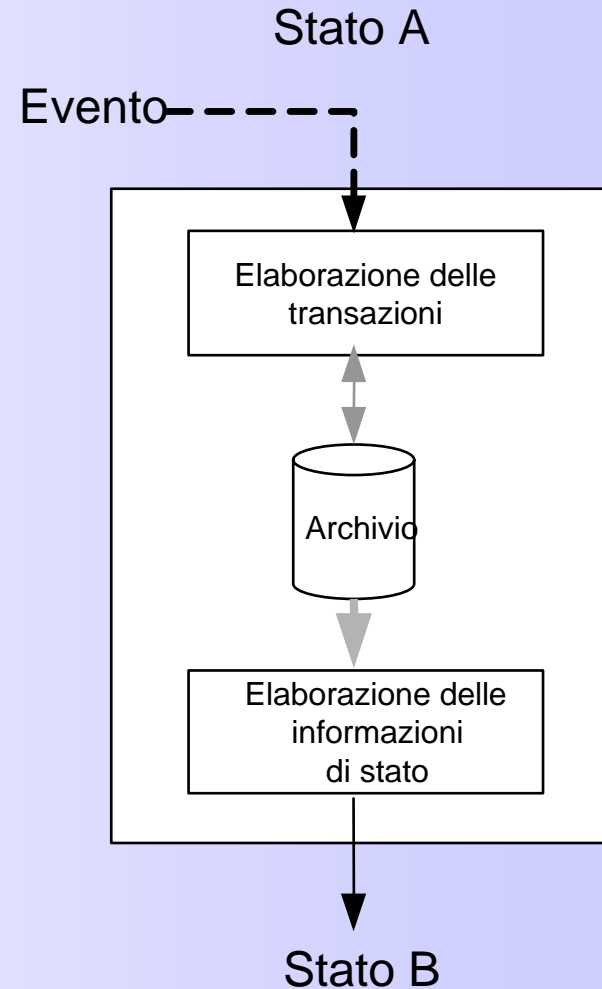 Stato A
Evento
Elaborazione delle
transazioni
Archivio
Elaborazione delle
informazioni
di stato
Stato B